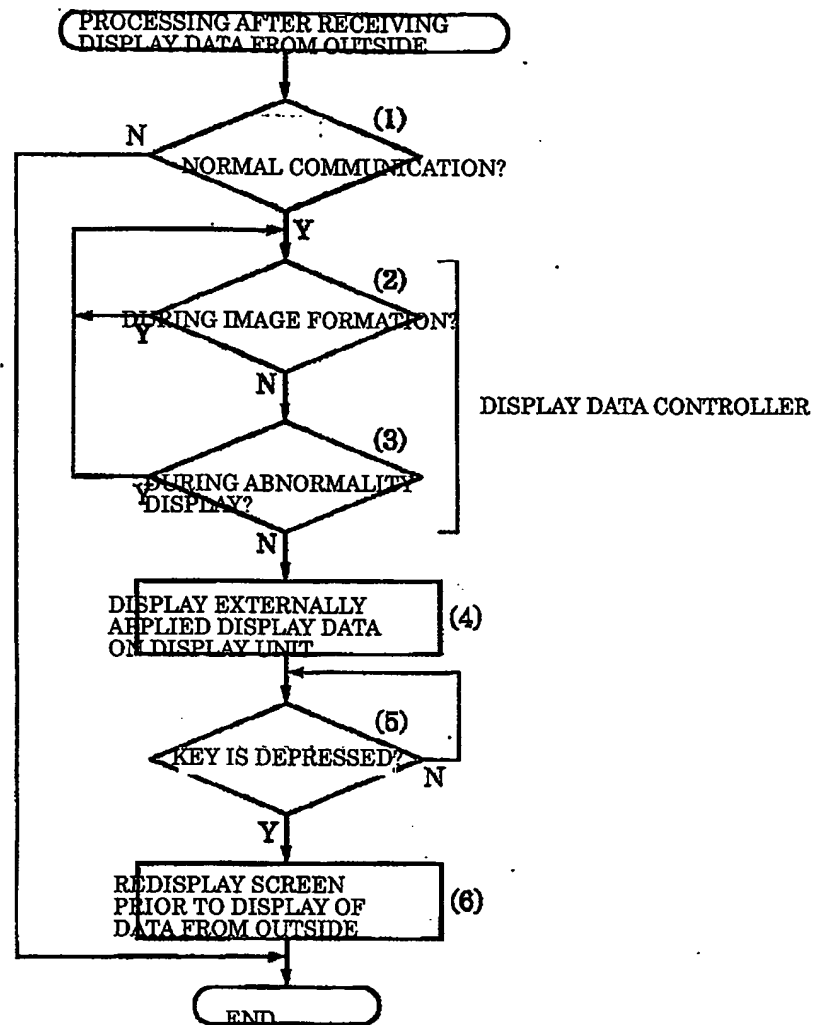 PROCESSING AFTER RECEIVING
DISPLAY DATA FROM OUTSIDE
(1)
N
NORMAL COMMUNICATION?
Y
(2)
DURING IMAGE FORMATION?
Y
N
DISPLAY DATA CONTROLLER
(3)
DURING ABNORMALITY
DISPLAY?
Y
N
DISPLAY EXTERNALLY
APPLIED DISPLAY DATA
ON DISPLAY UNIT
(4)
(5)
KEY IS DEPRESSED?
N
Y
REDISPLAY SCREEN
PRIOR TO DISPLAY OF
DATA FROM OUTSIDE
(6)
END